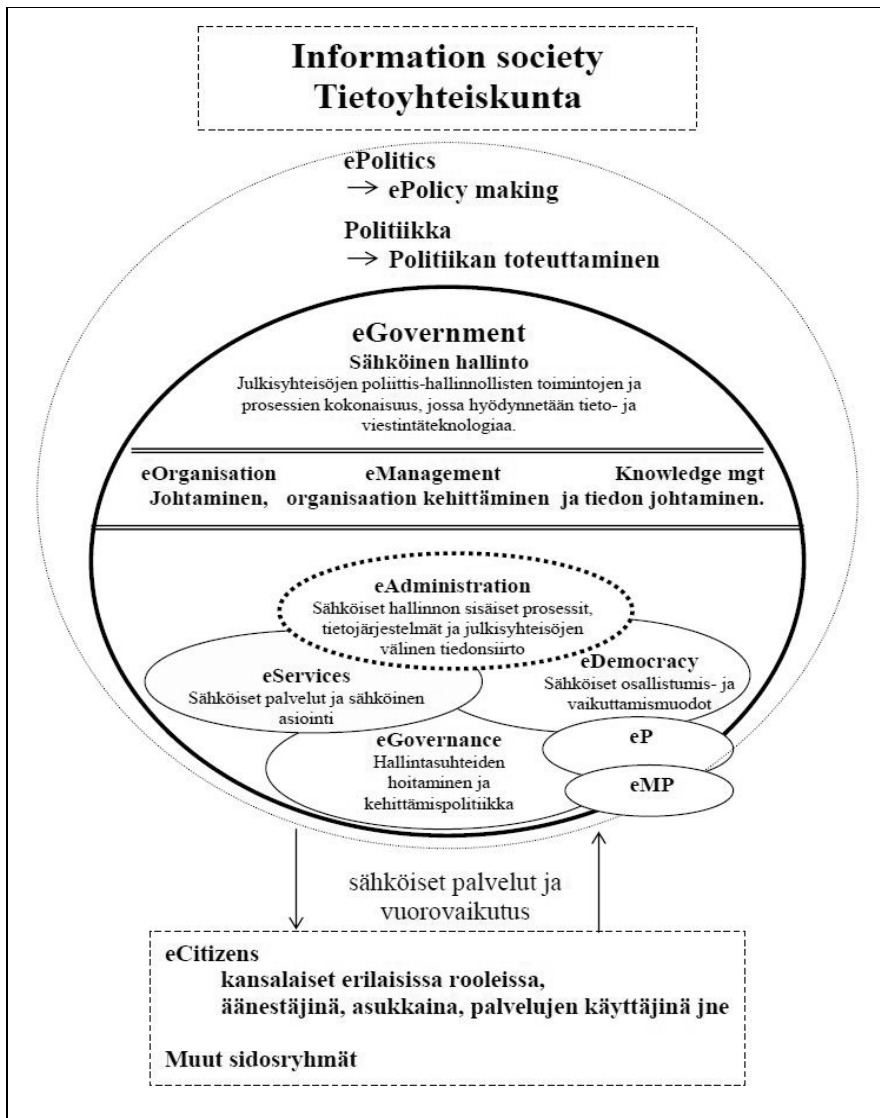 Information society
Tietoyhteiskunta
ePolitics
→ ePolicy making
Politiikka
→ Politiikan toteuttaminen
eGovernment
Sähköinen hallinto
Julkisyhteisöjen poliittis-hallinnollisten toimintojen ja
prosessien kokonaisuus, jossa hyödynnetään tieto- ja
viestintäteknologiaa.
eOrganisation eManagement Knowledge mgt
Johtaminen, organisaation kehittäminen ja tiedon johtaminen.
eAdministration
Sähköiset hallinnon sisäiset prosessit,
tietojärjestelmät ja julkisyhteisöjen
välinen tiedonsiirto
eServices
Sähköiset palvelut ja sähköinen
asiointi
eDemocracy
Sähköiset osallistumis- ja
vaikuttamismuodot
eGovernance
Hallintasuhteiden
hoitaminen ja
kehittämispolitiikka
eP
eMP
sähköiset palvelut ja
vuorovaikutus
eCitizens
kansalaiset erilaisissa rooleissa,
äänestäjinä, asukkaina, palvelujen käyttäjinä jne
Muut sidosryhmät